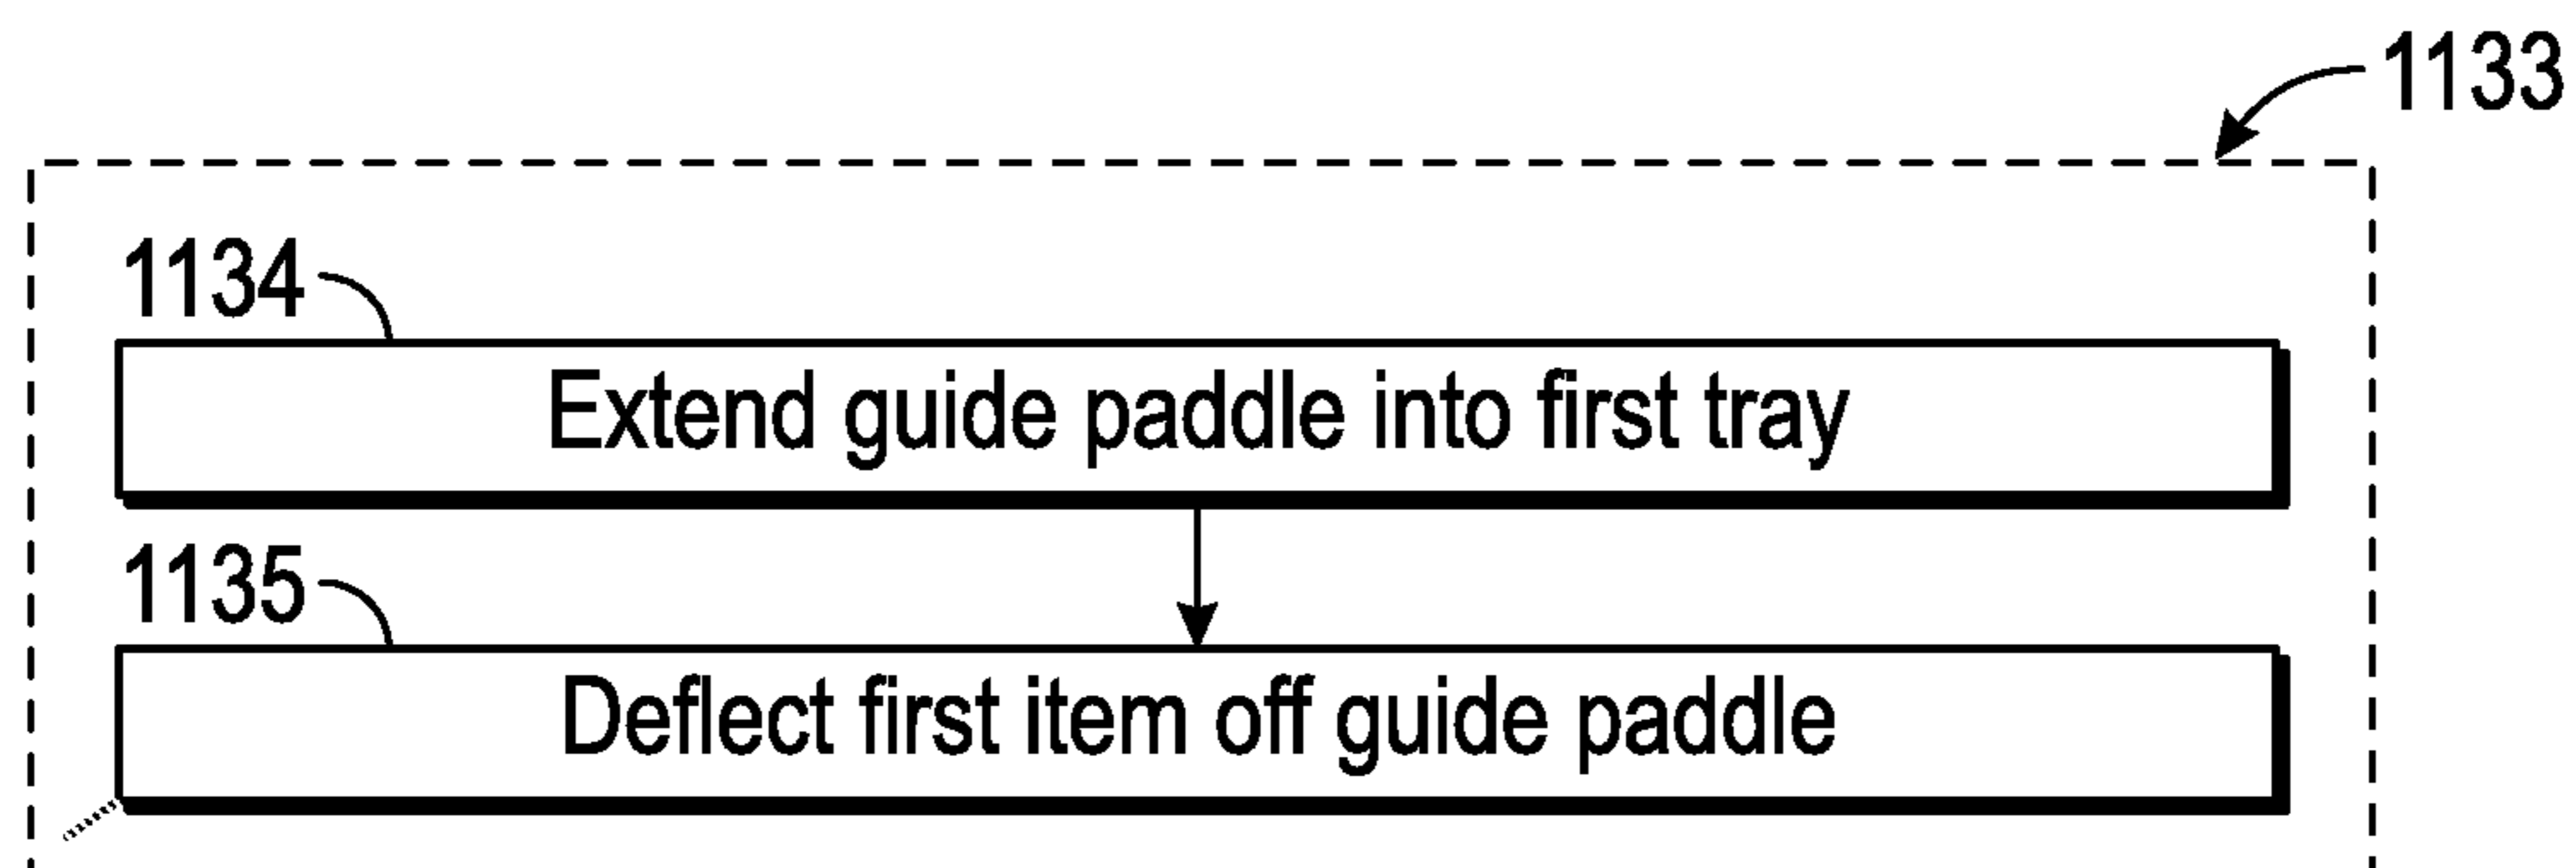 1133
1134
Extend guide paddle into first tray
1135
Deflect first item off guide paddle